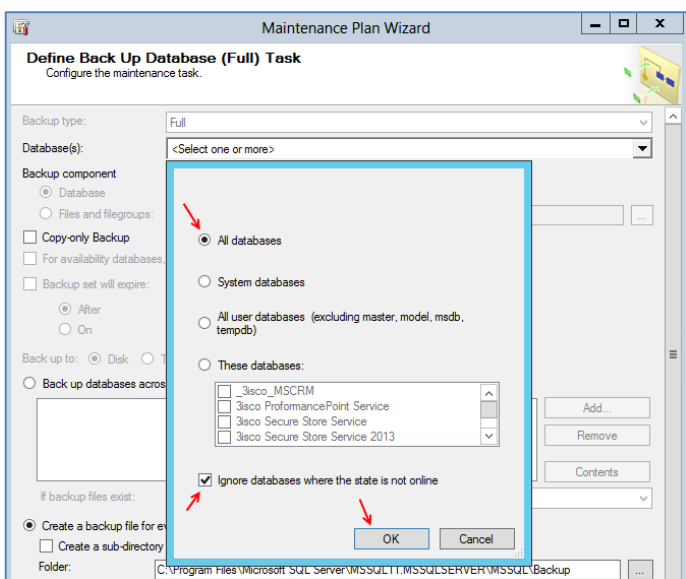 Maintenance Plan Wizard
Define Back Up Database (Full) Task
Configure the maintenance task.
Backup type:
Full
Database(s):
<Select one or more>
Backup component
Database
Files and filegroups:
...
Copy-only Backup
For availability databases,
Backup set will expire:
After
On
Back up to:
Disk
T
Back up databases acros
Add...
Remove
Contents
If backup files exist:
Create a backup file for e
Create a sub-directory
Folder:
C:\Program Files\Microsoft SQL Server\MSSQL11.MSSQLSERVER\MSSQL\Backup
...
All databases
System databases
All user databases (excluding master, model, msdb,
tempdb)
These databases:
_3isco_MSCRM
3isco ProformancePoint Service
3isco Secure Store Service
3isco Secure Store Service 2013
Ignore databases where the state is not online
OK
Cancel